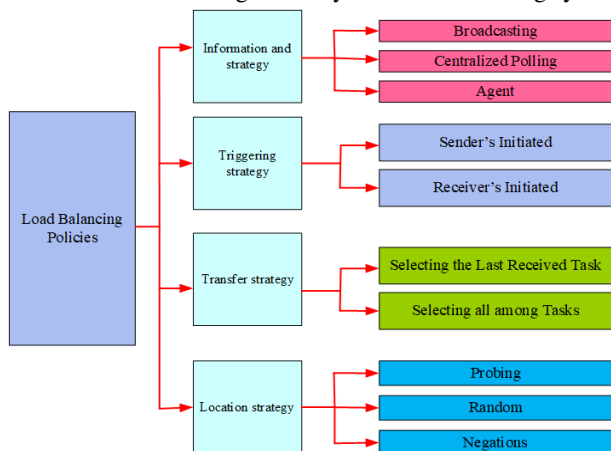 Information and
strategy
Broadcasting
Centralized Polling
Agent
Triggering
strategy
Sender's Initiated
Receiver's Initiated
Load Balancing
Policies
Transfer strategy
Selecting the Last Received Task
Selecting all among Tasks
Location strategy
Probing
Random
Negations